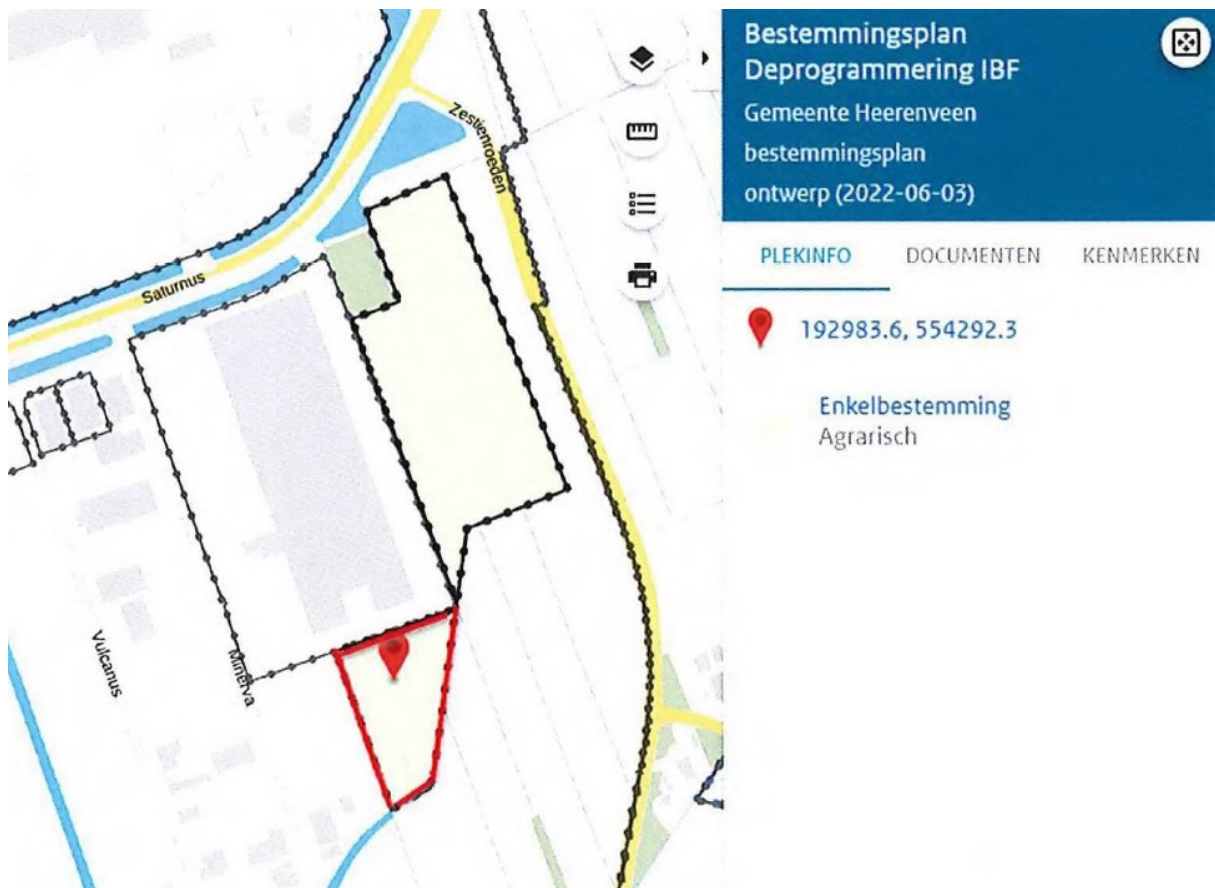 Bestemmingsplan
Deprogrammering IBF
Gemeente Heerenveen
bestemmingsplan
ontwerp (2022-06-03)
PLEKINFO
DOCUMENTEN
KENMERKEN
192983.6, 554292.3
Enkelbestemming
Agrarisch
Zestienroeden
Saturnus
Vulcanus
Minerva